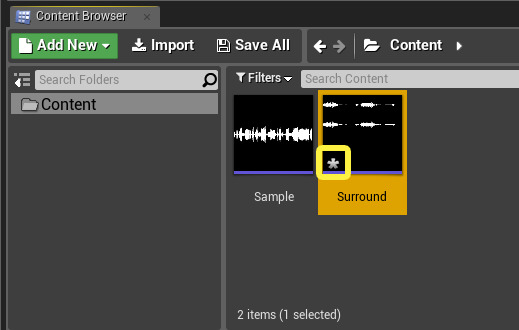 Content Browser
Add New Import Save All Content
Search Folders
Filters Search Content
Content
Sample Surround
2 items (1 selected)